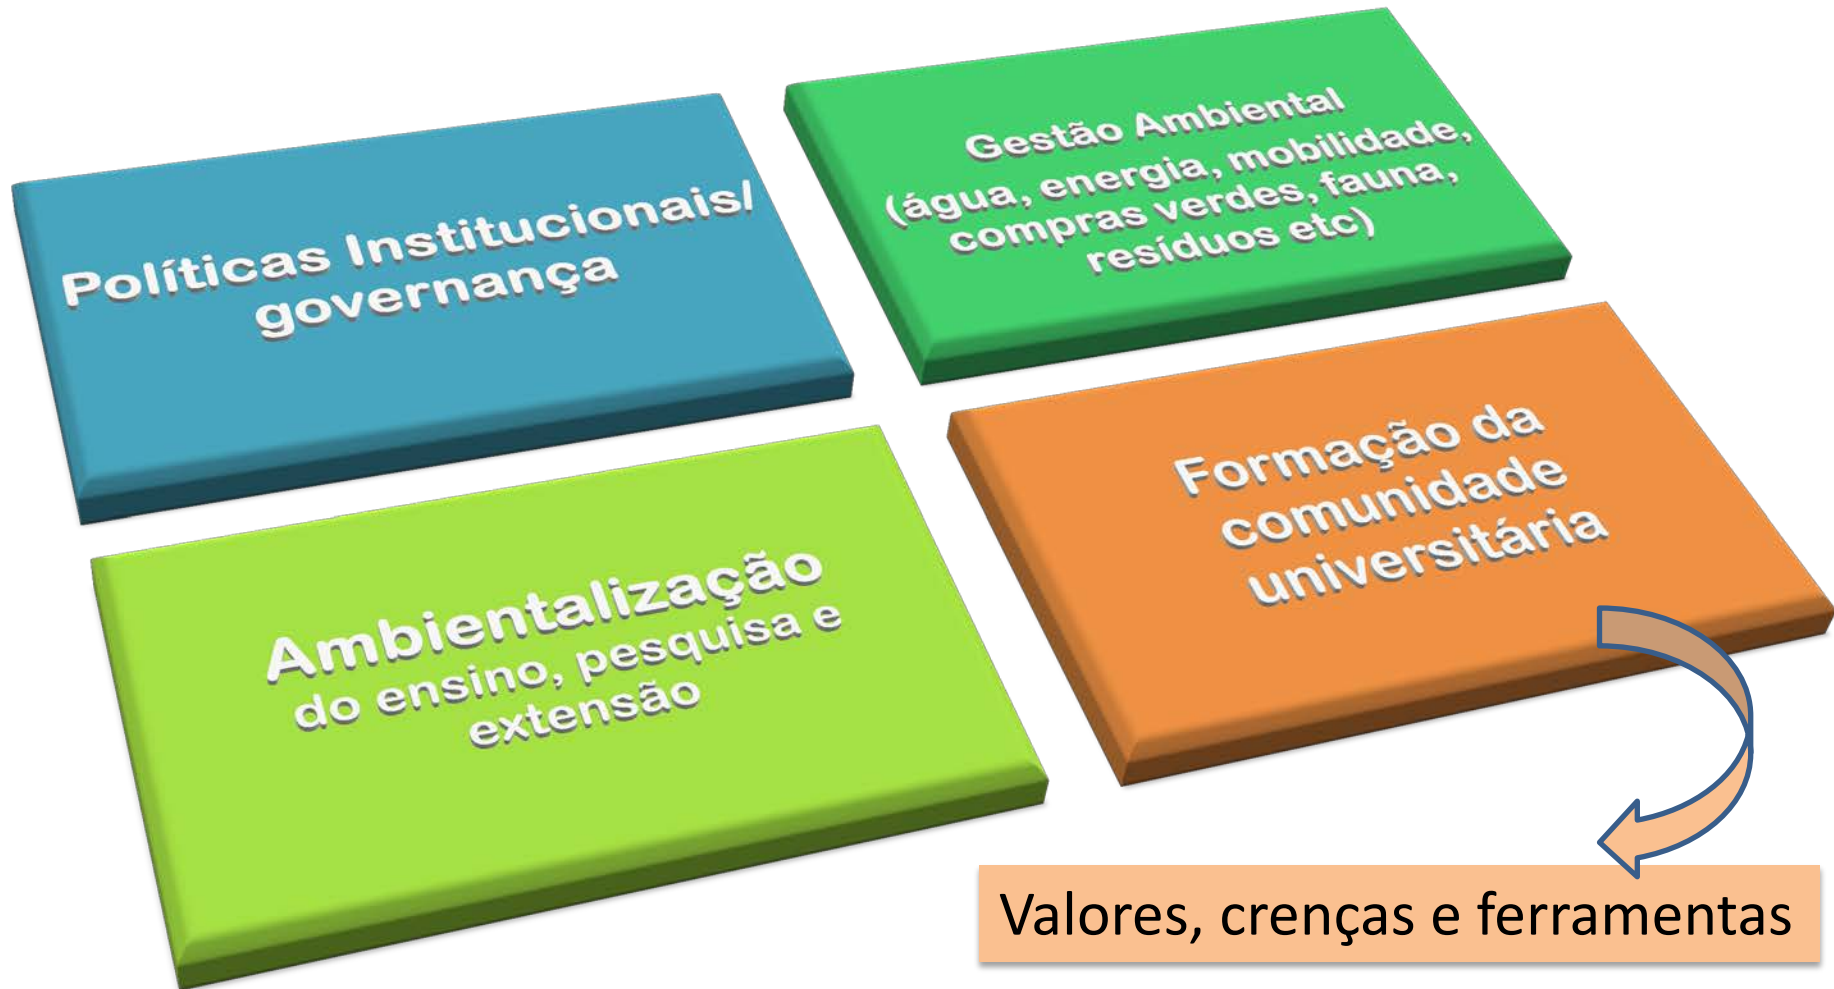 Políticas Institucionais/
governança
Gestão Ambiental
(água, energia, mobilidade,
compras verdes, fauna,
resíduos etc)
Ambientalização
do ensino, pesquisa e
extensão
Formação da
comunidade
universitária
Valores, crenças e ferramentas